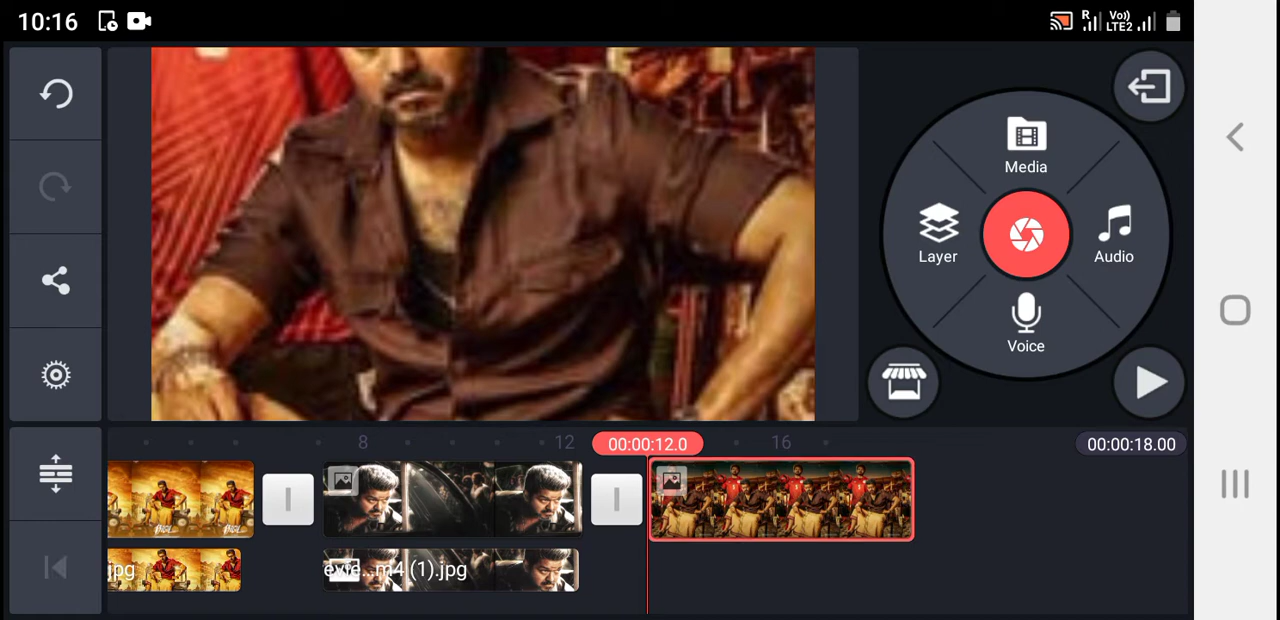 10:16
R
Vo))
LTE2
Media
Layer
Audio
Voice
8
12
00:00:12.0
16
00:00:18.00
jpg
evie...m4 (1).jpg